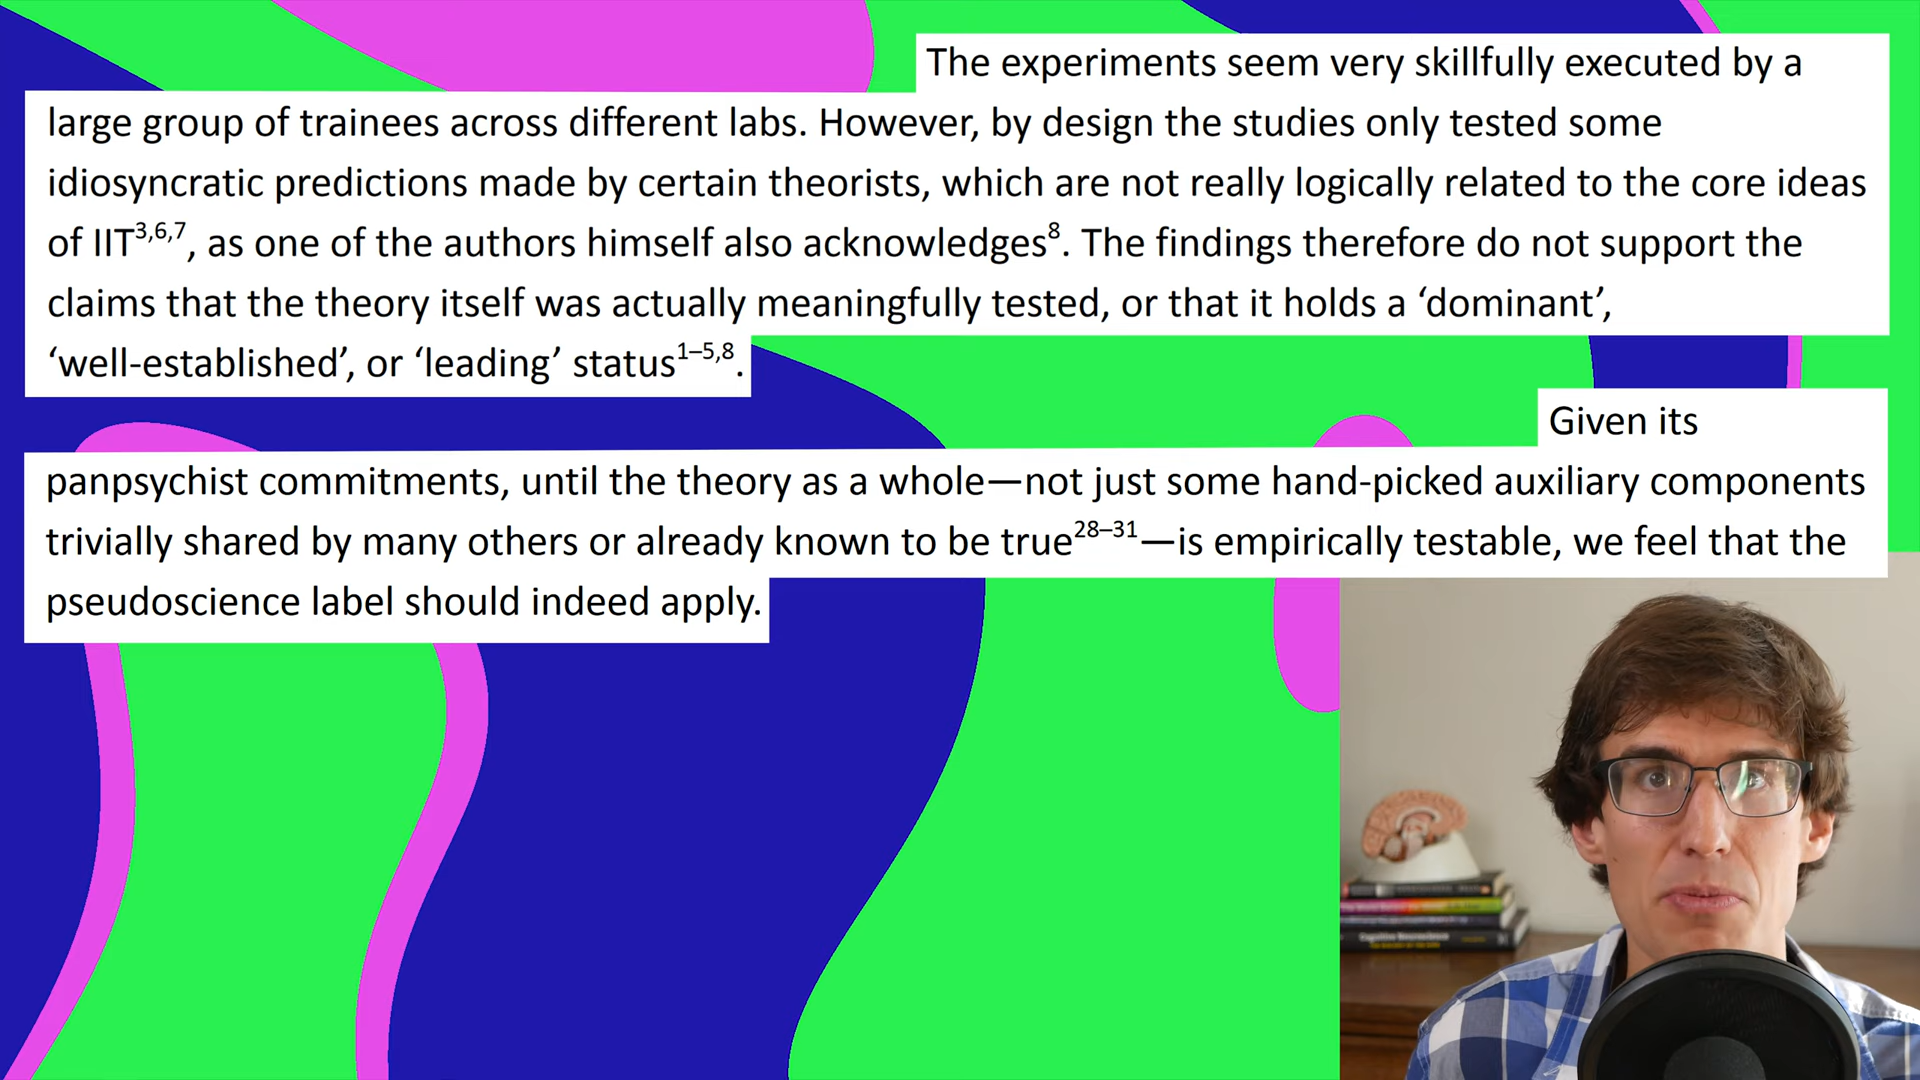 The experiments seem very skillfully executed by a
large group of trainees across different labs. However, by design the studies only tested some
idiosyncratic predictions made by certain theorists, which are not really logically related to the core ideas
of IIT3,6,7, as one of the authors himself also acknowledges8. The findings therefore do not support the
claims that the theory itself was actually meaningfully tested, or that it holds a ‘dominant’,
‘well-established’, or ‘leading’ status1–5,8.
Given its
panpsychist commitments, until the theory as a whole—not just some hand-picked auxiliary components
trivially shared by many others or already known to be true28–31—is empirically testable, we feel that the
pseudoscience label should indeed apply.
Cognitive Neuroscience